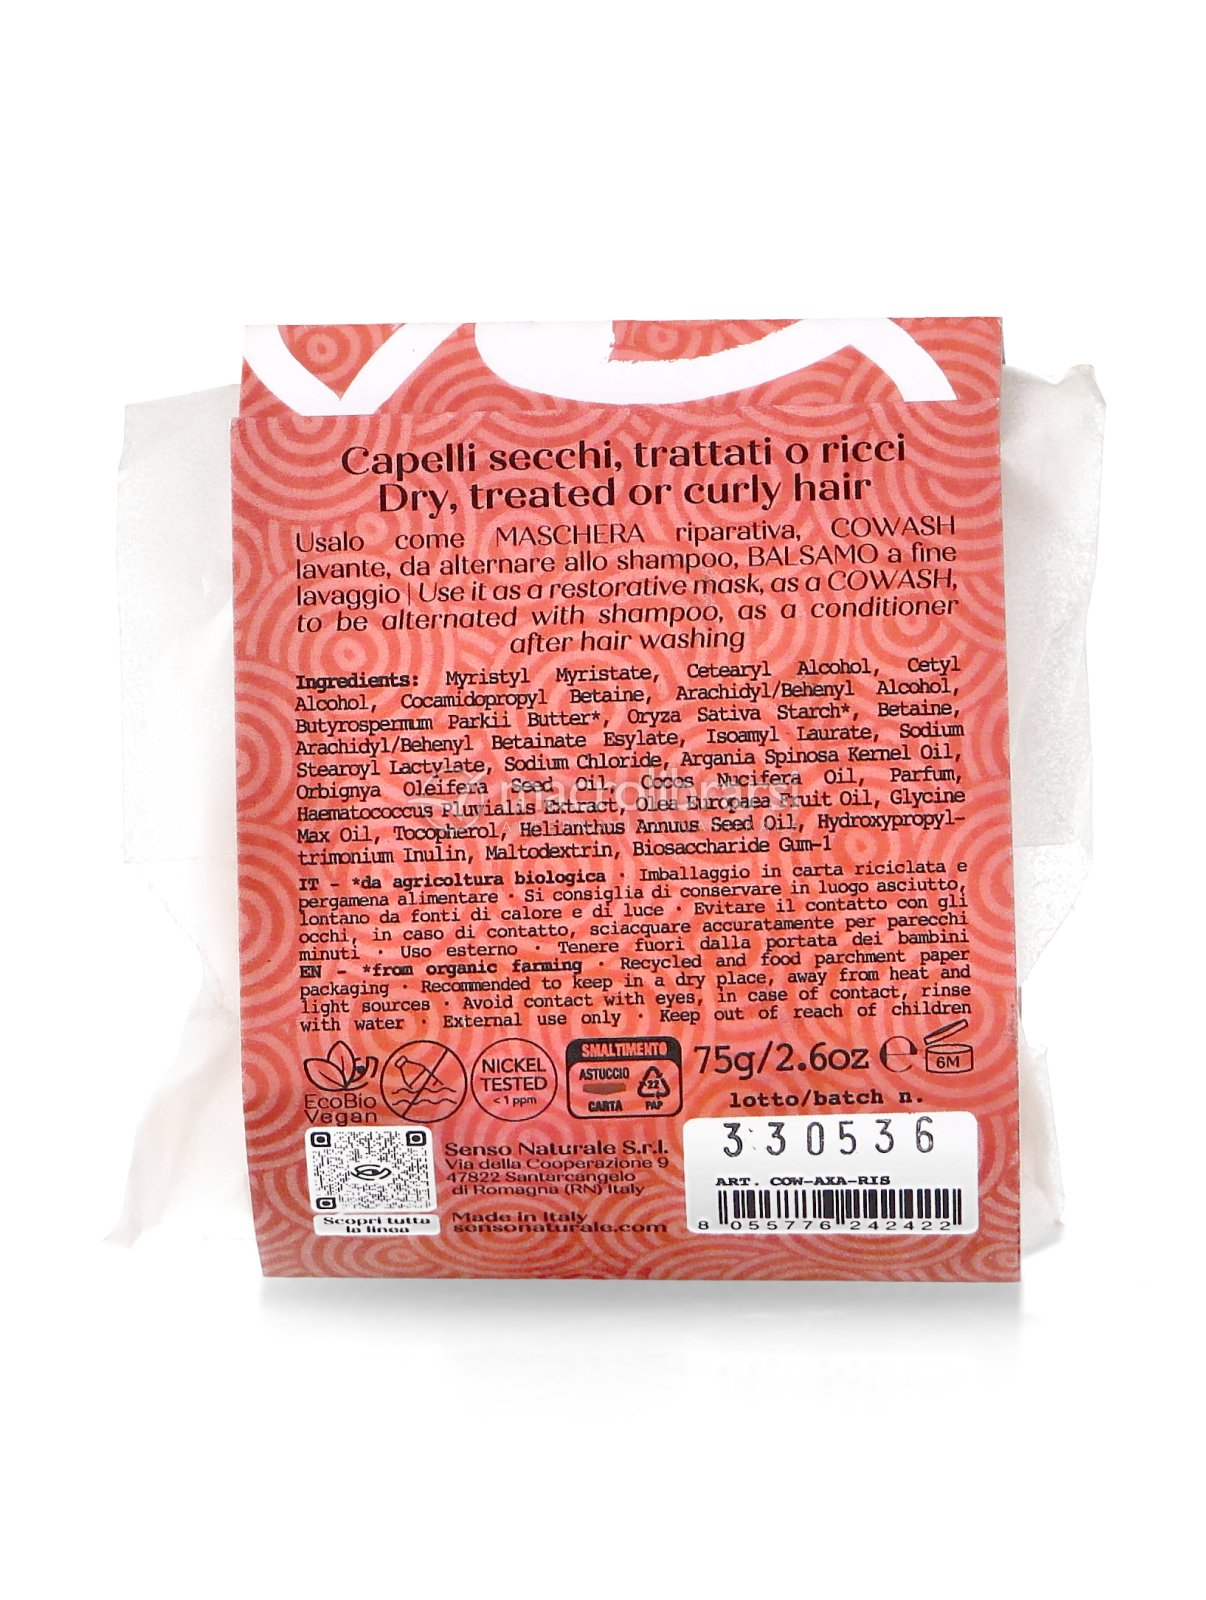 Capelli secchi, trattati o ricci
Dry, treated or curly hair
Usalo come MASCHERA riparativa, COWASH
lavante, da alternare allo shampoo, BALSAMO a fine
lavaggio | Use it as a restorative mask, as a COWASH,
to be alternated with shampoo, as a conditioner
after hair washing
Ingredients: Myristyl Myristate, Cetearyl Alcohol, Cetyl
Alcohol, Cocamidopropyl Betaine, Arachidyl/Behenyl Alcohol,
Butyrospermum Parkii Butter*, Oryza Sativa Starch*, Betaine,
Arachidyl/Behenyl Betainate Esylate, Isoamyl Laurate, Sodium
Stearoyl Lactylate, Sodium Chloride, Argania Spinosa Kernel Oil,
Orbignya Oleifera Seed Oil, Cocos Nucifera Oil, Parfum,
Haematococcus Pluvialis Extract, Olea Europaea Fruit Oil, Glycine
Max Oil, Tocopherol, Helianthus Annuus Seed Oil, Hydroxypropyl-
trimonium Inulin, Maltodextrin, Biosaccharide Gum-1
IT - *da agricoltura biologica · Imballaggio in carta riciclata e
pergamena alimentare · Si consiglia di conservare in luogo asciutto,
lontano da fonti di calore e di luce · Evitare il contatto con gli
occhi, in caso di contatto, sciacquare accuratamente per parecchi
minuti · Uso esterno · Tenere fuori dalla portata dei bambini
EN - *from organic farming · Recycled and food parchment paper
packaging · Recommended to keep in a dry place, away from heat and
light sources · Avoid contact with eyes, in case of contact, rinse
with water · External use only · Keep out of reach of children
EcoBio
Vegan
NICKEL
TESTED
<1 ppm
SMALTIMENTO
ASTUCCIO
CARTA
22
PAP
75g/2.6oz e 6M
lotto/batch n.
330536
ART. COW-AXA-RIS
8 055776 242422
Senso Naturale S.r.l.
Via della Cooperazione 9
47822 Santarcangelo
di Romagna (RN) Italy
Made in Italy
sensonaturale.com
Scopri tutta
la linea
macrolibrarsi